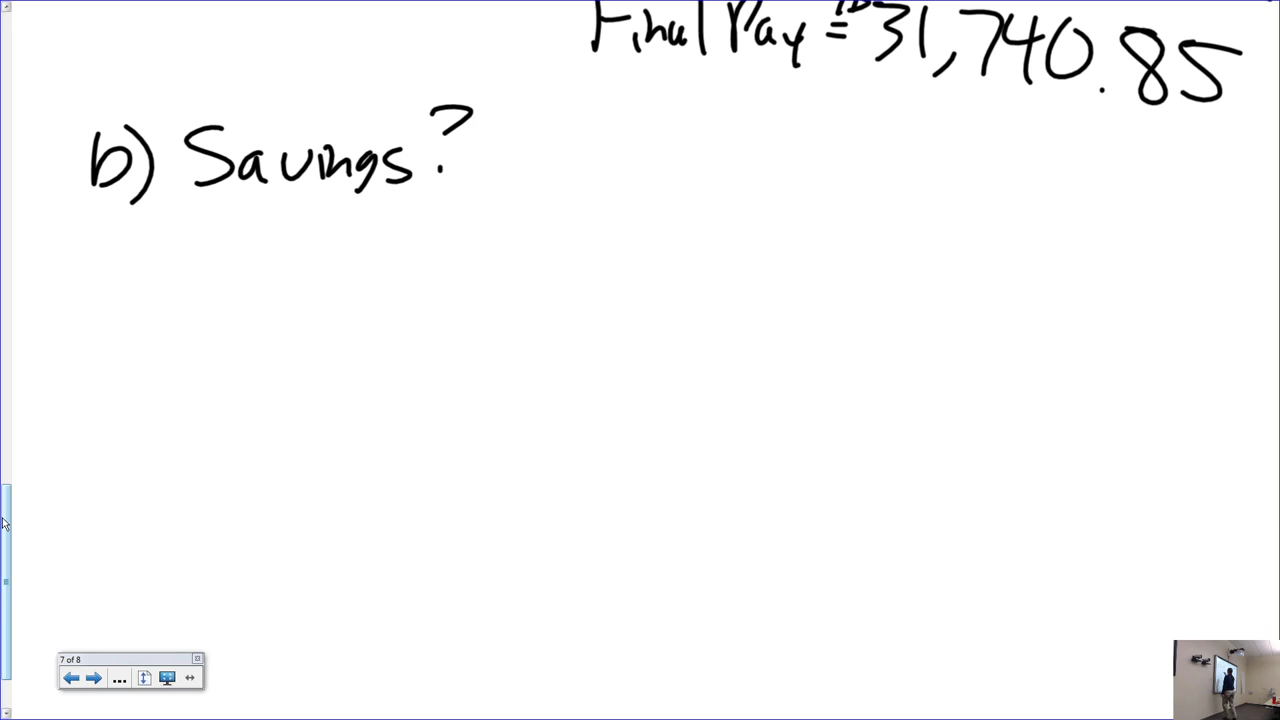 Final Pay = 31,740.85
b) Savings?
7 of 8
...